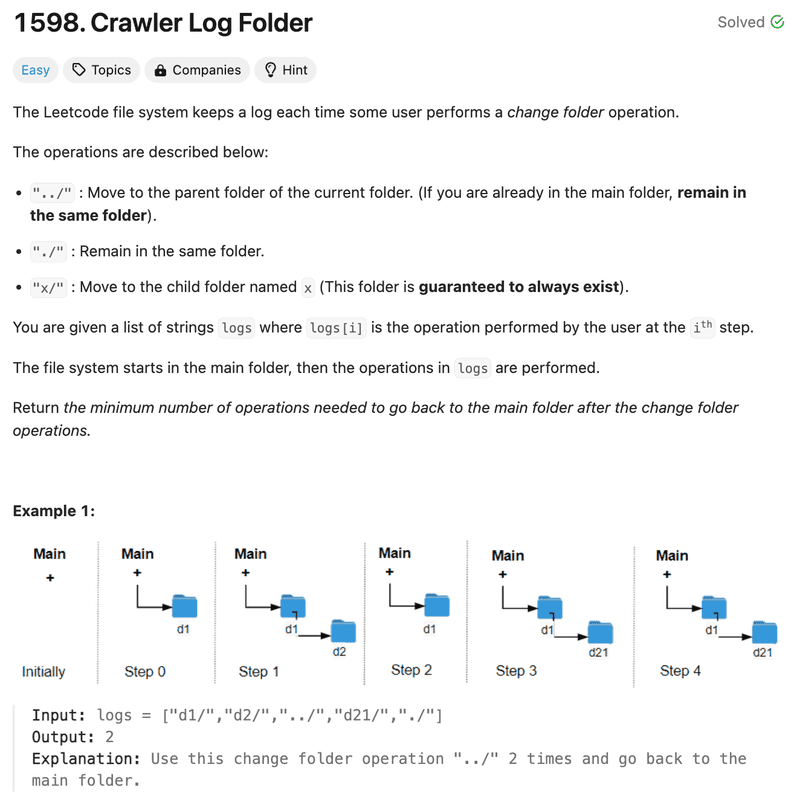 1598. Crawler Log Folder
Solved
Easy
Topics
Companies
Hint
The Leetcode file system keeps a log each time some user performs a change folder operation.
The operations are described below:
• "../" : Move to the parent folder of the current folder. (If you are already in the main folder, remain in
the same folder).
• "./" : Remain in the same folder.
• "x/" : Move to the child folder named x (This folder is guaranteed to always exist).
You are given a list of strings logs where logs[i] is the operation performed by the user at the ith step.
The file system starts in the main folder, then the operations in logs are performed.
Return the minimum number of operations needed to go back to the main folder after the change folder
operations.
Example 1:
Main
+
Initially
Main
+
d1
Step 0
Main
+
d1
d2
Step 1
Main
+
d1
Step 2
Main
+
d1
d21
Step 3
Main
+
d1
d21
Step 4
Input: logs = ["d1/","d2/","../","d21/","./"]
Output: 2
Explanation: Use this change folder operation "../" 2 times and go back to the
main folder.